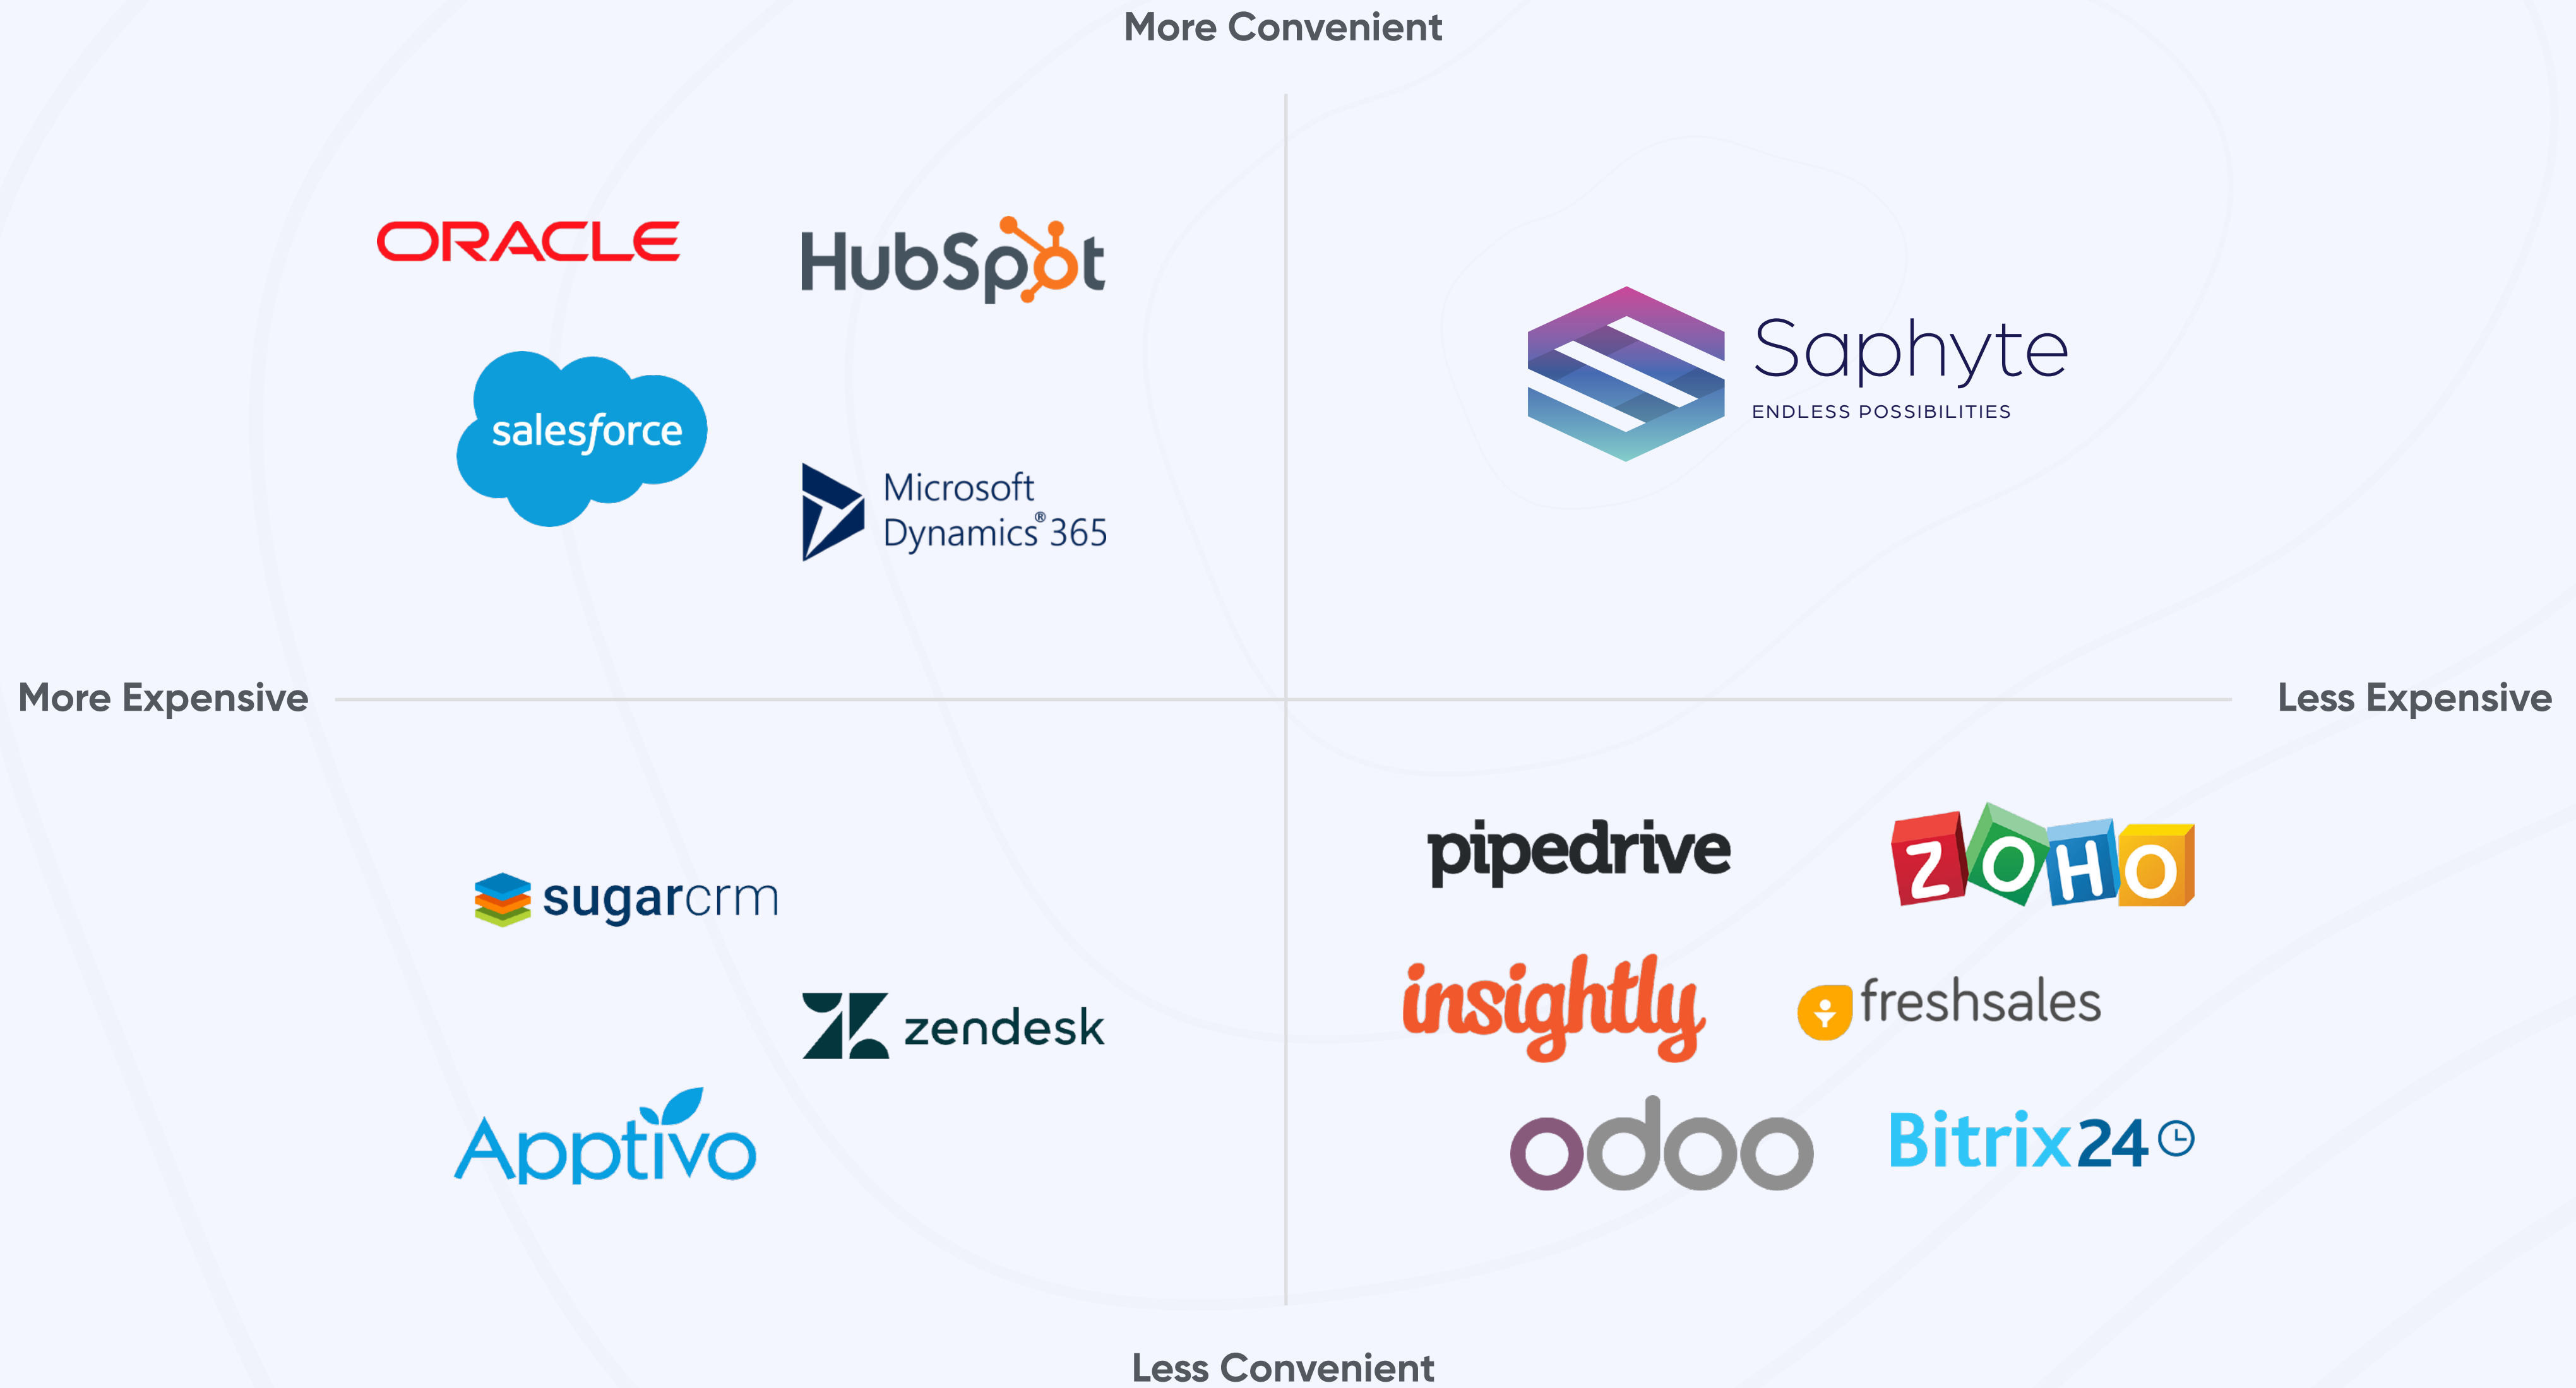 More Convenient
ORACLE
HubSpot
salesforce
Microsoft
Dynamics® 365
Saphyte
ENDLESS POSSIBILITIES
More Expensive
Less Expensive
sugarcrm
zendesk
Apptivo
pipedrive
ZOHO
insightly
freshsales
odoo
Bitrix24
Less Convenient